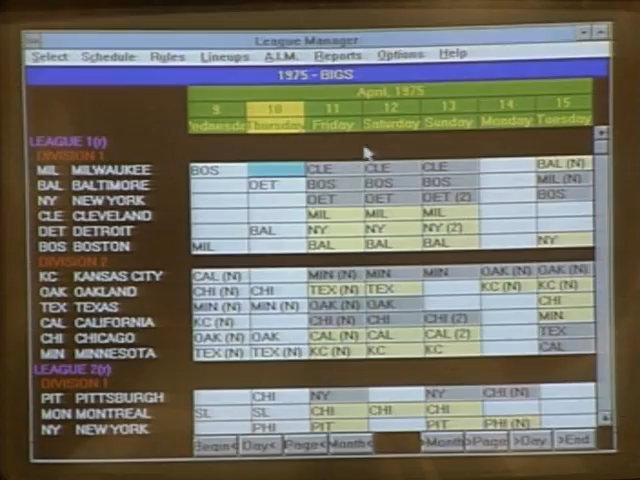 League Manager
Select Schedule Rules Lineups A.I.M. Reports Options Help
1975 - BIGS
April, 1975
9 10 11 12 13 14 15
Wednesda Thursday Friday Saturday Sunday Monday Tuesday
LEAGUE 1(r)
DIVISION 1
MIL MILWAUKEE BOS CLE CLE CLE BAL (N)
BAL BALTIMORE DET BOS BOS BOS MIL (N)
NY NEW YORK DET DET DET (2) BOS
CLE CLEVELAND MIL MIL MIL
DET DETROIT BAL NY NY NY (2)
BOS BOSTON MIL BAL BAL BAL NY
DIVISION 2
KC KANSAS CITY CAL (N) MIN (N) MIN MIN OAK (N) OAK (N)
OAK OAKLAND CHI (N) CHI TEX (N) TEX KC (N) KC (N)
TEX TEXAS MIN (N) MIN (N) OAK (N) OAK CHI
CAL CALIFORNIA KC (N) CHI (N) CHI CHI (2) MIN
CHI CHICAGO OAK (N) OAK CAL (N) CAL CAL (2) TEX
MIN MINNESOTA TEX (N) TEX (N) KC (N) KC KC CAL
LEAGUE 2(r)
DIVISION 1
PIT PITTSBURGH CHI NY NY CHI (N)
MON MONTREAL SL SL CHI CHI CHI
NY NEW YORK PHI PIT PIT PHI (N)
Begin< Day< Page< Month< >Month >Page >Day >End